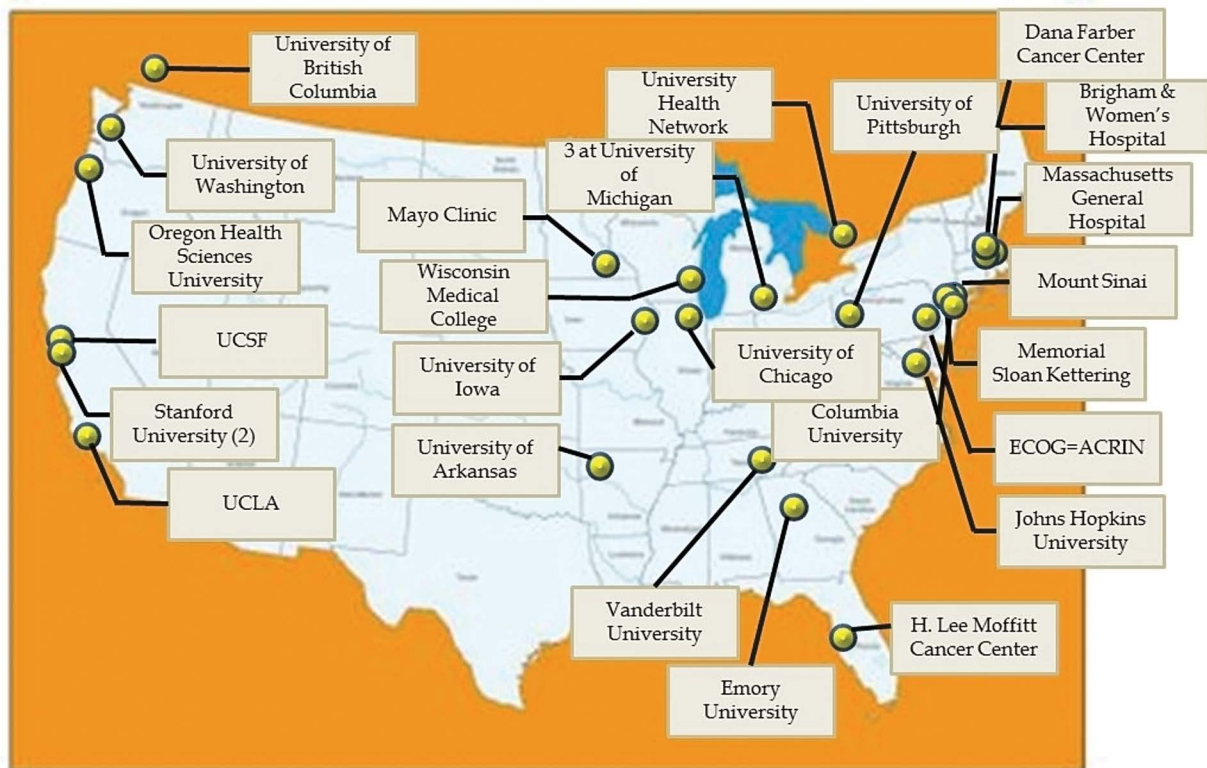 University of
British
Columbia
University of
Washington
Oregon Health
Sciences
University
UCSF
Stanford
University (2)
UCLA
Mayo Clinic
Wisconsin
Medical
College
University of
Iowa
University of
Arkansas
University
Health
Network
3 at University
of
Michigan
University of
Pittsburgh
Dana Farber
Cancer Center
Brigham &
Women's
Hospital
Massachusetts
General
Hospital
Mount Sinai
Memorial
Sloan Kettering
University of
Chicago
Columbia
University
ECOG=ACRIN
Johns Hopkins
University
Vanderbilt
University
Emory
University
H. Lee Moffitt
Cancer Center